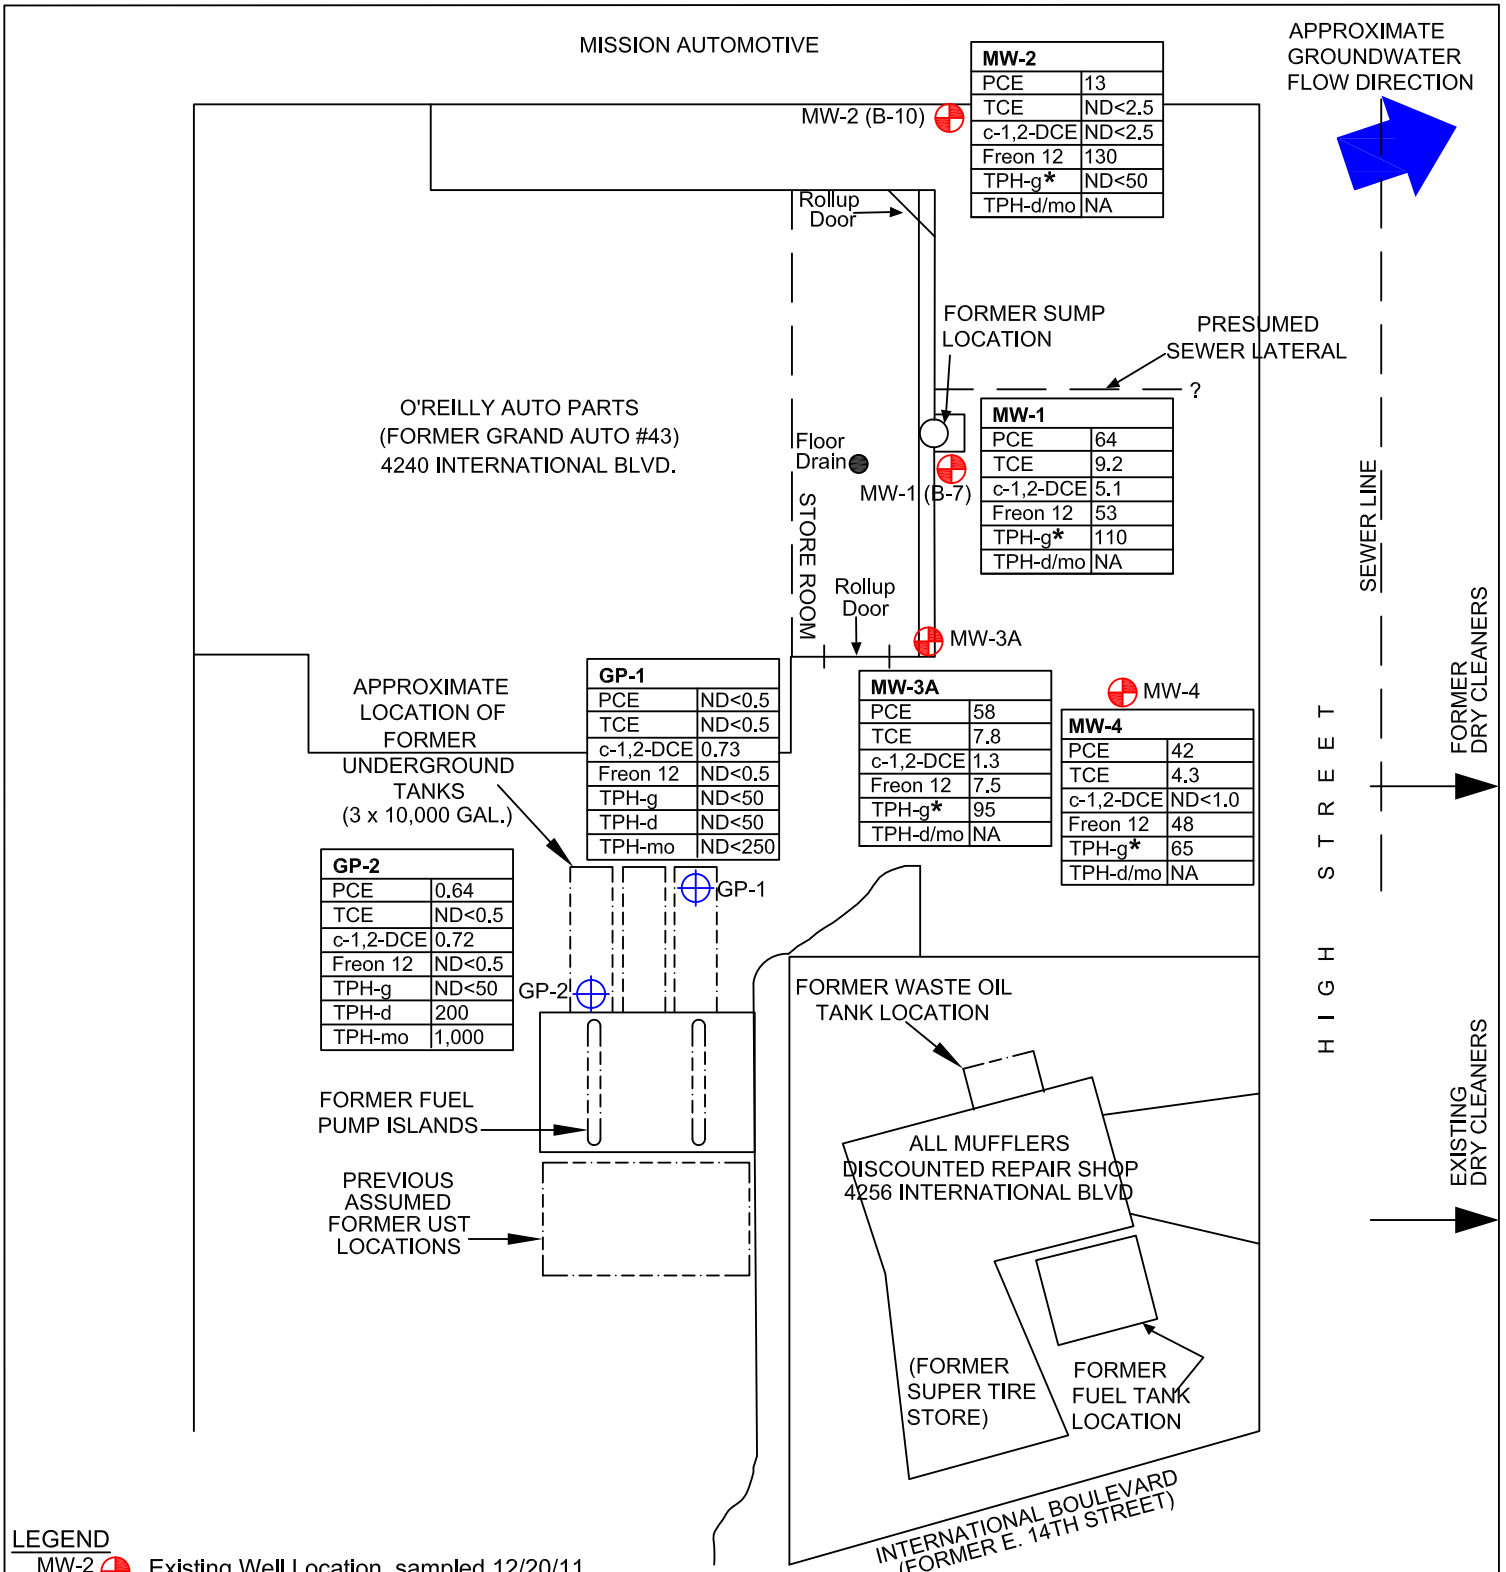 MISSION AUTOMOTIVE
APPROXIMATE
GROUNDWATER
FLOW DIRECTION
MW-2 (B-10)
MW-2
PCE 13
TCE ND<2.5
c-1,2-DCE ND<2.5
Freon 12 130
TPH-g* ND<50
TPH-d/mo NA
Rollup
Door
FORMER SUMP
LOCATION
PRESUMED
SEWER LATERAL
?
O'REILLY AUTO PARTS
(FORMER GRAND AUTO #43)
4240 INTERNATIONAL BLVD.
Floor
Drain
MW-1 (B-7)
MW-1
PCE 64
TCE 9.2
c-1,2-DCE 5.1
Freon 12 53
TPH-g* 110
TPH-d/mo NA
STORE ROOM
SEWER LINE
Rollup
Door
MW-3A
MW-3A
PCE 58
TCE 7.8
c-1,2-DCE 1.3
Freon 12 7.5
TPH-g* 95
TPH-d/mo NA
MW-4
MW-4
PCE 42
TCE 4.3
c-1,2-DCE ND<1.0
Freon 12 48
TPH-g* 65
TPH-d/mo NA
GP-1
PCE ND<0.5
TCE ND<0.5
c-1,2-DCE 0.73
Freon 12 ND<0.5
TPH-g ND<50
TPH-d ND<50
TPH-mo ND<250
APPROXIMATE
LOCATION OF
FORMER
UNDERGROUND
TANKS
(3 x 10,000 GAL.)
GP-2
PCE 0.64
TCE ND<0.5
c-1,2-DCE 0.72
Freon 12 ND<0.5
TPH-g ND<50
TPH-d 200
TPH-mo 1,000
GP-1
GP-2
FORMER
DRY CLEANERS
HIGH STREET
EXISTING
DRY CLEANERS
FORMER WASTE OIL
TANK LOCATION
FORMER FUEL
PUMP ISLANDS
ALL MUFFLERS
DISCOUNTED REPAIR SHOP
4256 INTERNATIONAL BLVD
PREVIOUS
ASSUMED
FORMER UST
LOCATIONS
(FORMER
SUPER TIRE
STORE)
FORMER
FUEL TANK
LOCATION
INTERNATIONAL BOULEVARD
(FORMER E. 14TH STREET)
LEGEND
MW-2 Existing Well Location, sampled 12/20/11